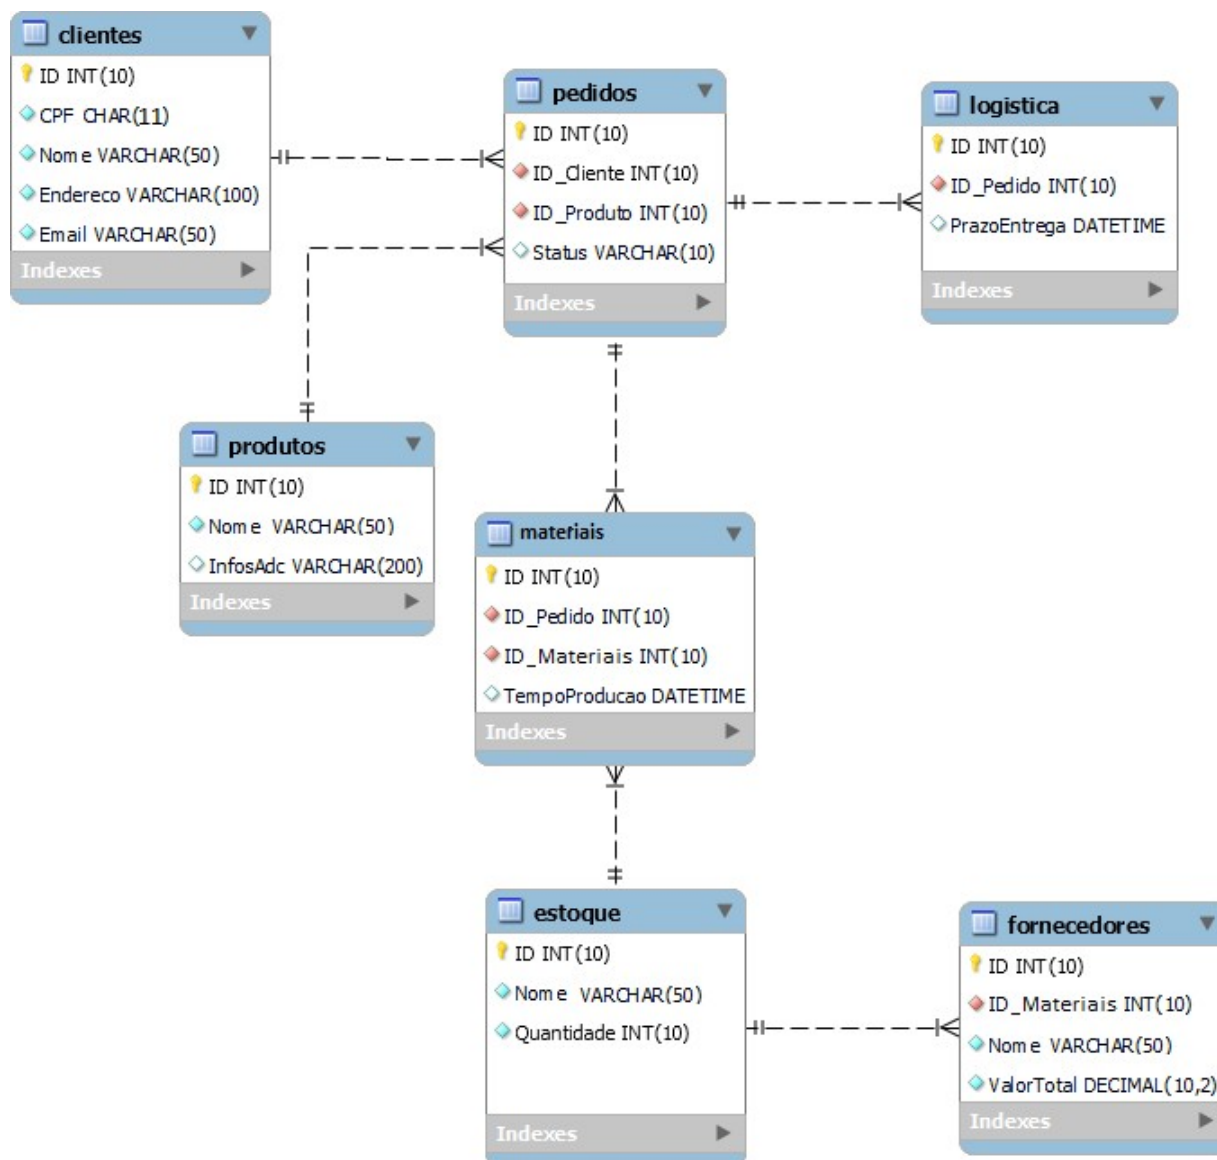 clientes
ID INT(10)
CPF CHAR(11)
Nome VARCHAR(50)
Endereco VARCHAR(100)
Email VARCHAR(50)
Indexes
pedidos
ID INT(10)
ID_Cliente INT(10)
ID_Produto INT(10)
Status VARCHAR(10)
Indexes
logistica
ID INT(10)
ID_Pedido INT(10)
PrazoEntrega DATETIME
Indexes
produtos
ID INT(10)
Nome VARCHAR(50)
InfosAdc VARCHAR(200)
Indexes
materiais
ID INT(10)
ID_Pedido INT(10)
ID_Materiais INT(10)
TempoProducao DATETIME
Indexes
estoque
ID INT(10)
Nome VARCHAR(50)
Quantidade INT(10)
Indexes
fornecedores
ID INT(10)
ID_Materiais INT(10)
Nome VARCHAR(50)
ValorTotal DECIMAL(10,2)
Indexes